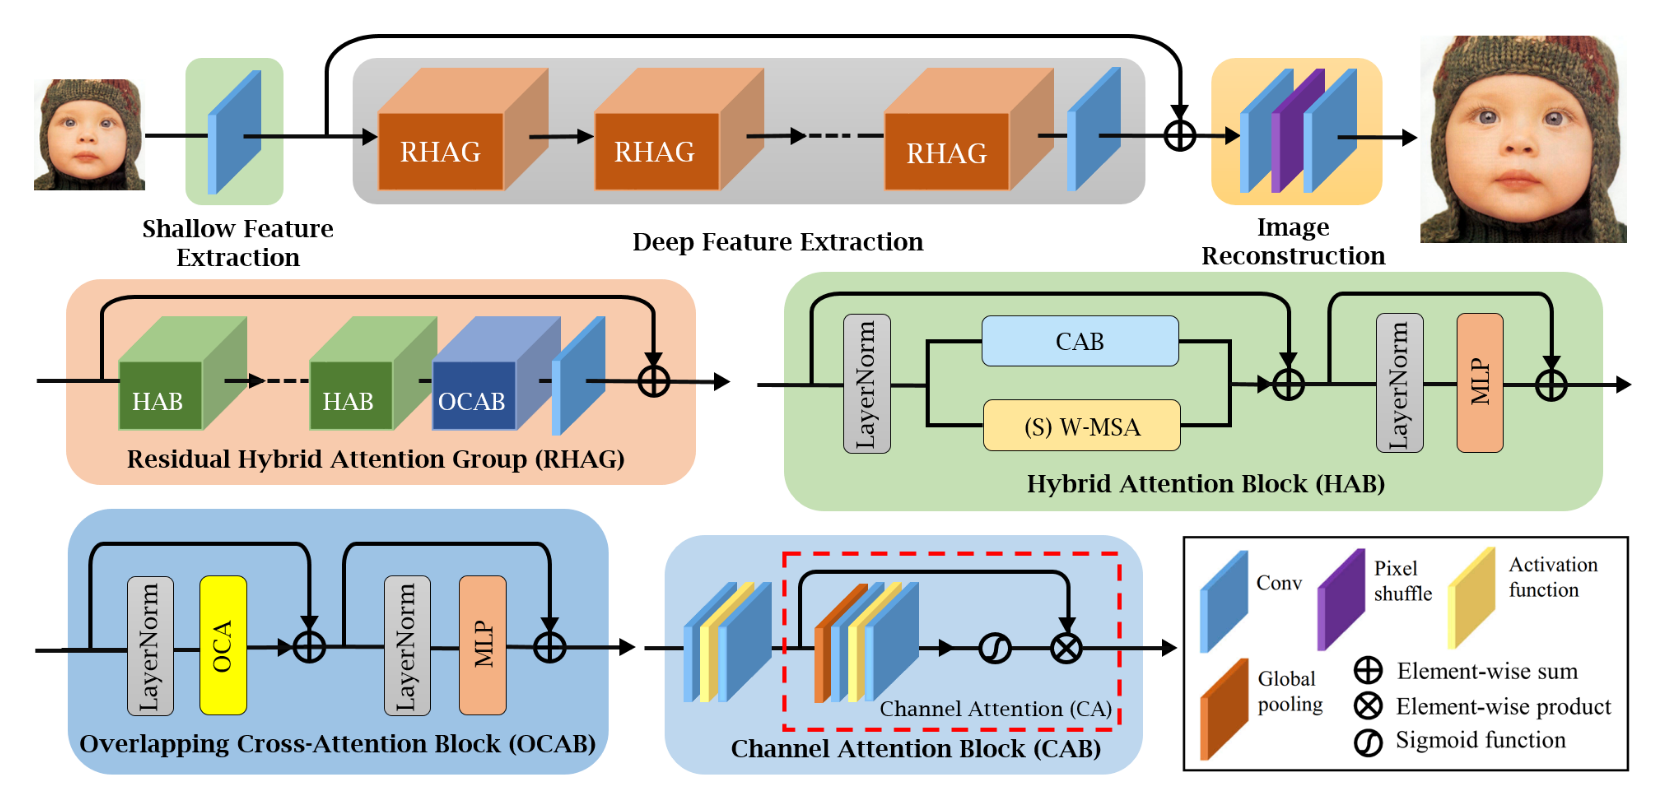 RHAG
RHAG
RHAG
Shallow Feature
Extraction
Deep Feature Extraction
Image
Reconstruction
HAB
HAB
OCAB
Residual Hybrid Attention Group (RHAG)
LayerNorm
CAB
(S) W-MSA
LayerNorm
MLP
Hybrid Attention Block (HAB)
LayerNorm
OCA
LayerNorm
MLP
Overlapping Cross-Attention Block (OCAB)
Channel Attention (CA)
Channel Attention Block (CAB)
Conv
Pixel
shuffle
Activation
function
Global
pooling
Element-wise sum
Element-wise product
Sigmoid function